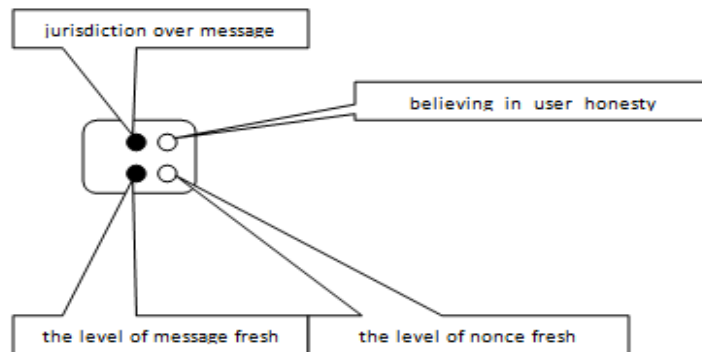 jurisdiction over message
believing in user honesty
the level of message fresh
the level of nonce fresh